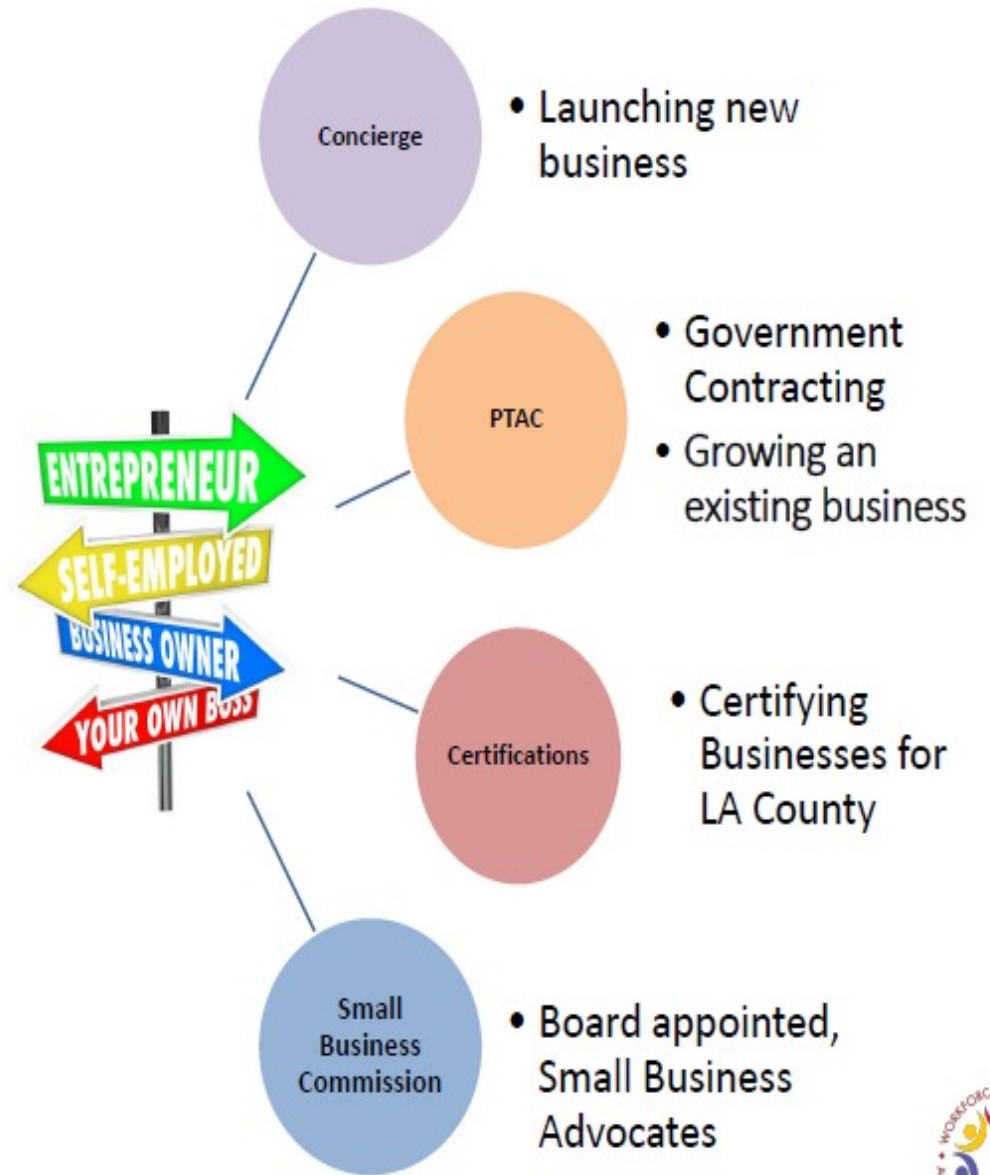 Concierge
• Launching new
business
PTAC
• Government
Contracting
• Growing an
existing business
ENTREPRENEUR
SELF-EMPLOYED
BUSINESS OWNER
YOUR OWN BOSS
Certifications
• Certifying
Businesses for
LA County
Small
Business
Commission
• Board appointed,
Small Business
Advocates